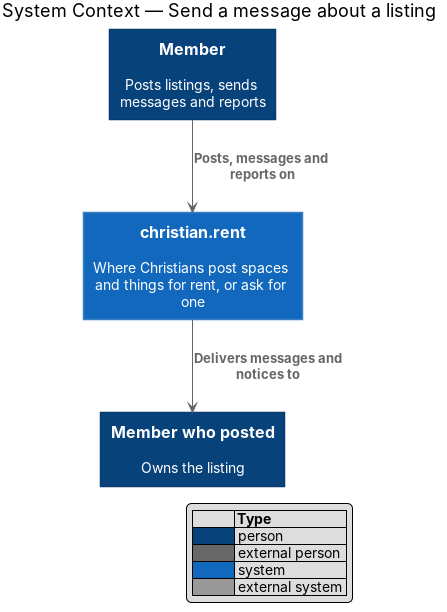 System Context — Send a message about a listing
Member
Posts listings, sends
messages and reports
Posts, messages and
reports on
christian.rent
Where Christians post spaces
and things for rent, or ask for
one
Delivers messages and
notices to
Member who posted
Owns the listing
Type
person
external person
system
external system